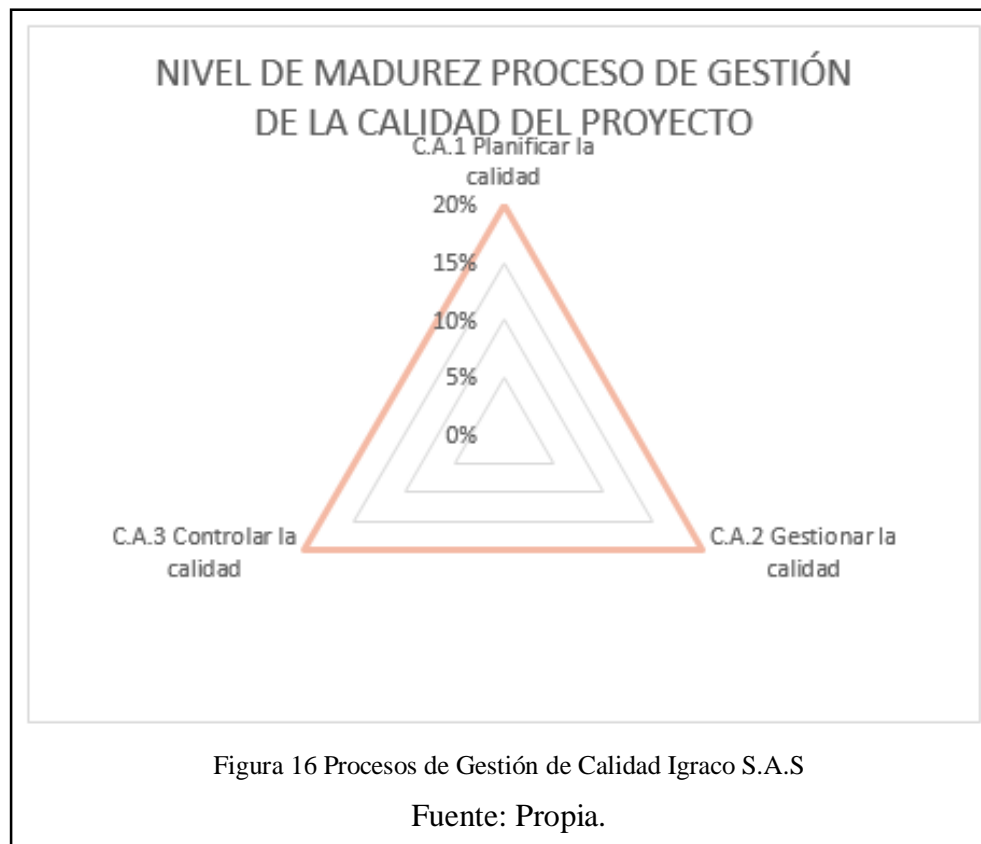 NIVEL DE MADUREZ PROCESO DE GESTIÓN
DE LA CALIDAD DEL PROYECTO
C.A.1 Planificar la
calidad
20%
15%
10%
5%
0%
C.A.3 Controlar la
calidad
C.A.2 Gestionar la
calidad
Figura 16 Procesos de Gestión de Calidad Igraco S.A.S
Fuente: Propia.